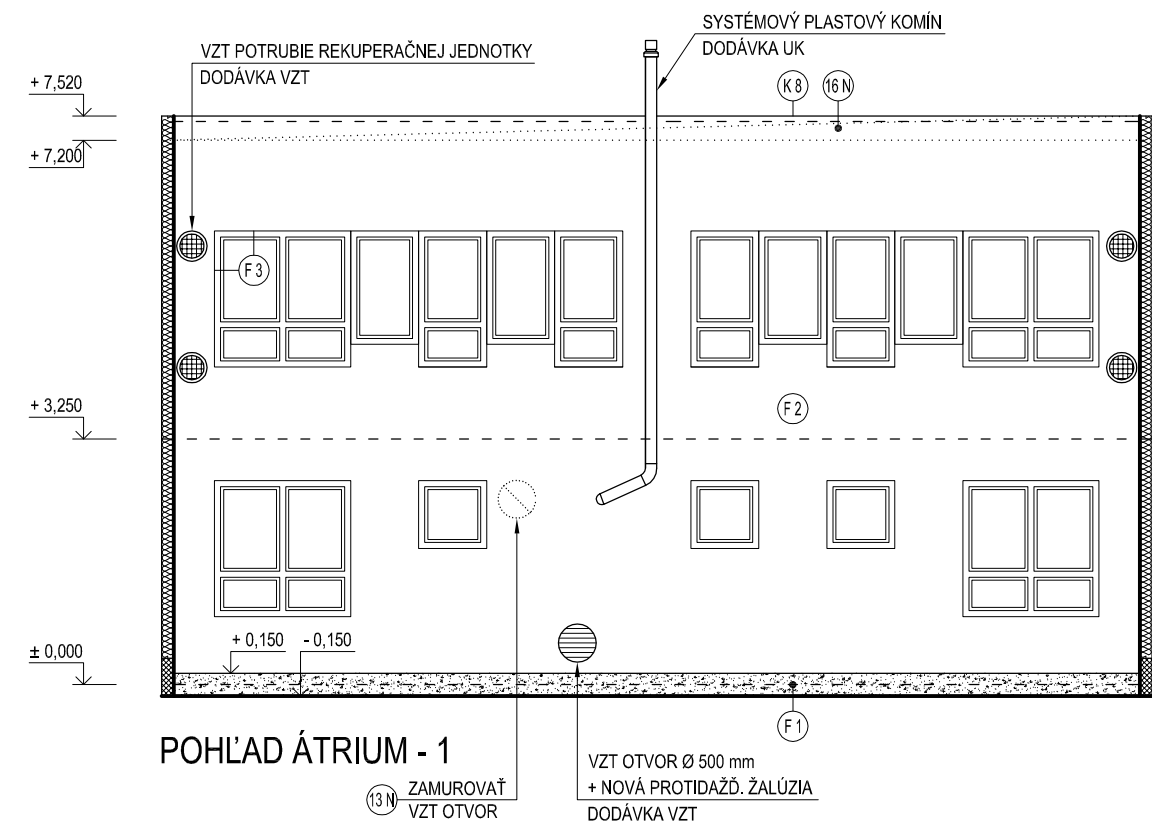 SYSTÉMOVÝ PLASTOVÝ KOMÍN
DODÁVKA UK
VZT POTRUBIE REKUPERAČNEJ JEDNOTKY
DODÁVKA VZT
+ 7,520
K 8
16 N
+ 7,200
F 3
+ 3,250
F 2
+ 0,150
- 0,150
± 0,000
F 1
POHĽAD ÁTRIUM - 1
13 N
ZAMUROVAŤ
VZT OTVOR
VZT OTVOR Ø 500 mm
+ NOVÁ PROTIDAŽĎ. ŽALÚZIA
DODÁVKA VZT